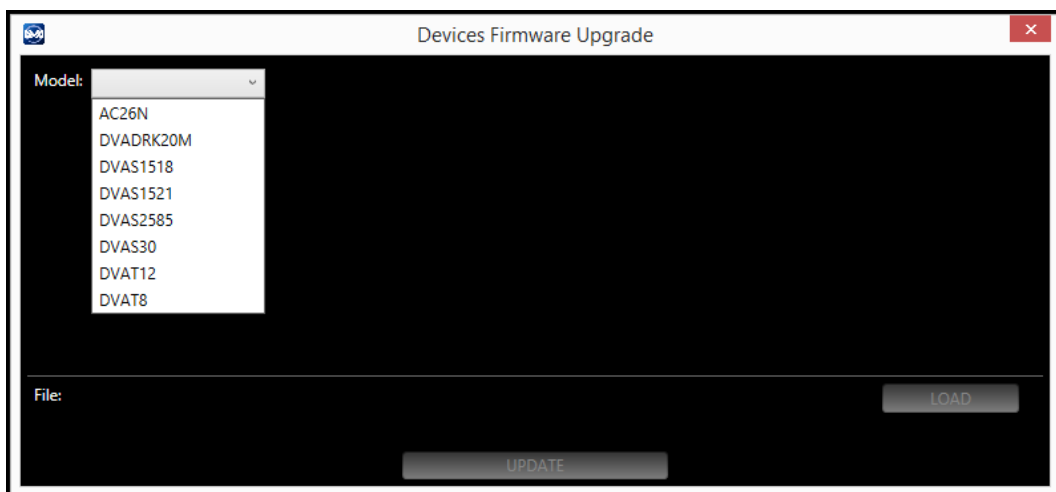 Devices Firmware Upgrade
Model:
AC26N
DVADRK20M
DVAS1518
DVAS1521
DVAS2585
DVAS30
DVAT12
DVAT8
File:
LOAD
UPDATE